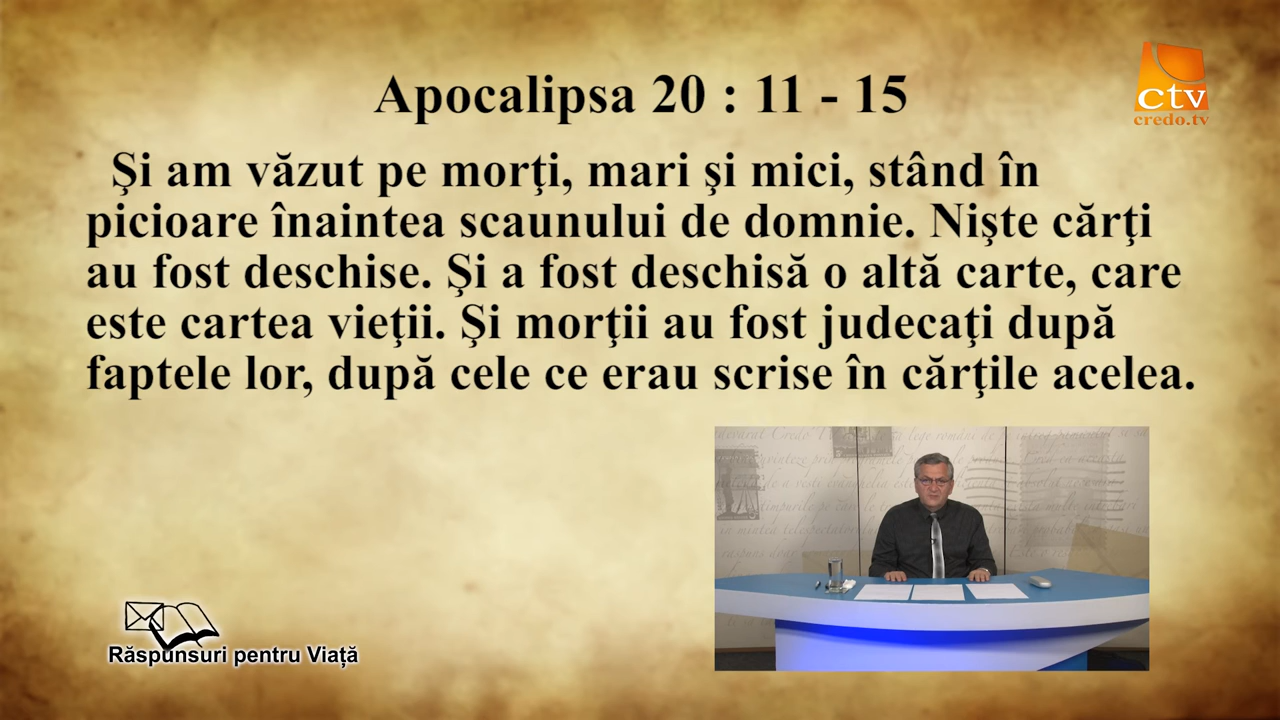 Apocalipsa 20 : 11 - 15
ctv
credo.tv
Şi am văzut pe morţi, mari şi mici, stând în
picioare înaintea scaunului de domnie. Nişte cărţi
au fost deschise. Şi a fost deschisă o altă carte, care
este cartea vieţii. Şi morţii au fost judecaţi după
faptele lor, după cele ce erau scrise în cărţile acelea.
Răspunsuri pentru Viață